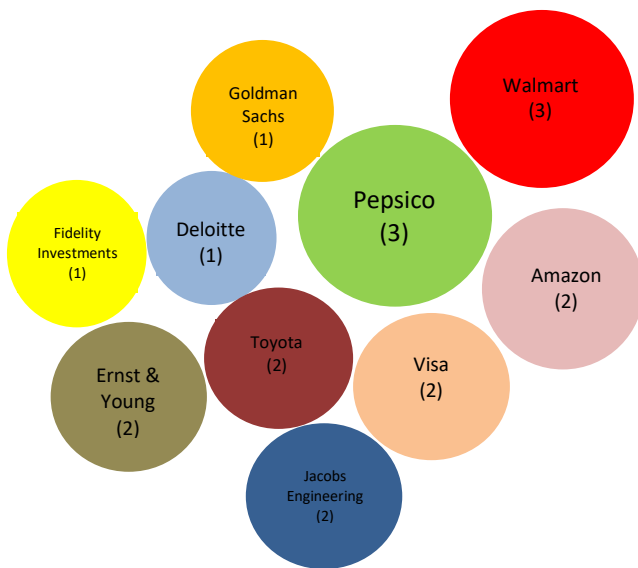 Walmart
(3)
Goldman
Sachs
(1)
Pepsico
(3)
Fidelity
Investments
(1)
Deloitte
(1)
Amazon
(2)
Toyota
(2)
Visa
(2)
Ernst &
Young
(2)
Jacobs
Engineering
(2)